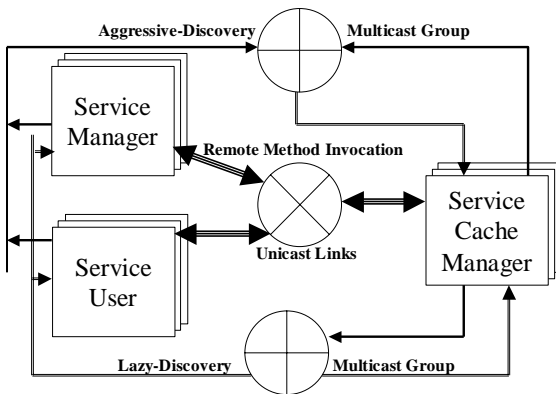 Aggressive-Discovery Multicast Group
Service
Manager
Remote Method Invocation
Service
Cache
Manager
Service
User
Unicast Links
Lazy-Discovery Multicast Group